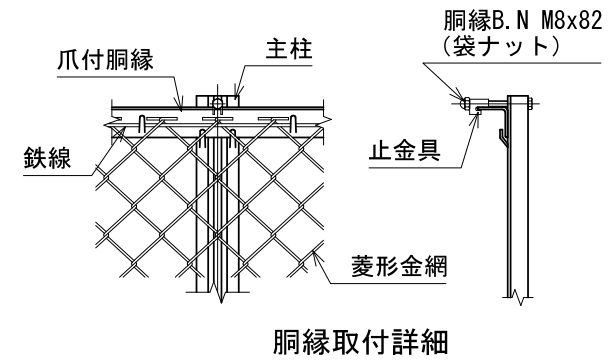 胴縁B.N M8x82
(袋ナット)
爪付胴縁
主柱
鉄線
止金具
菱形金網
胴縁取付詳細